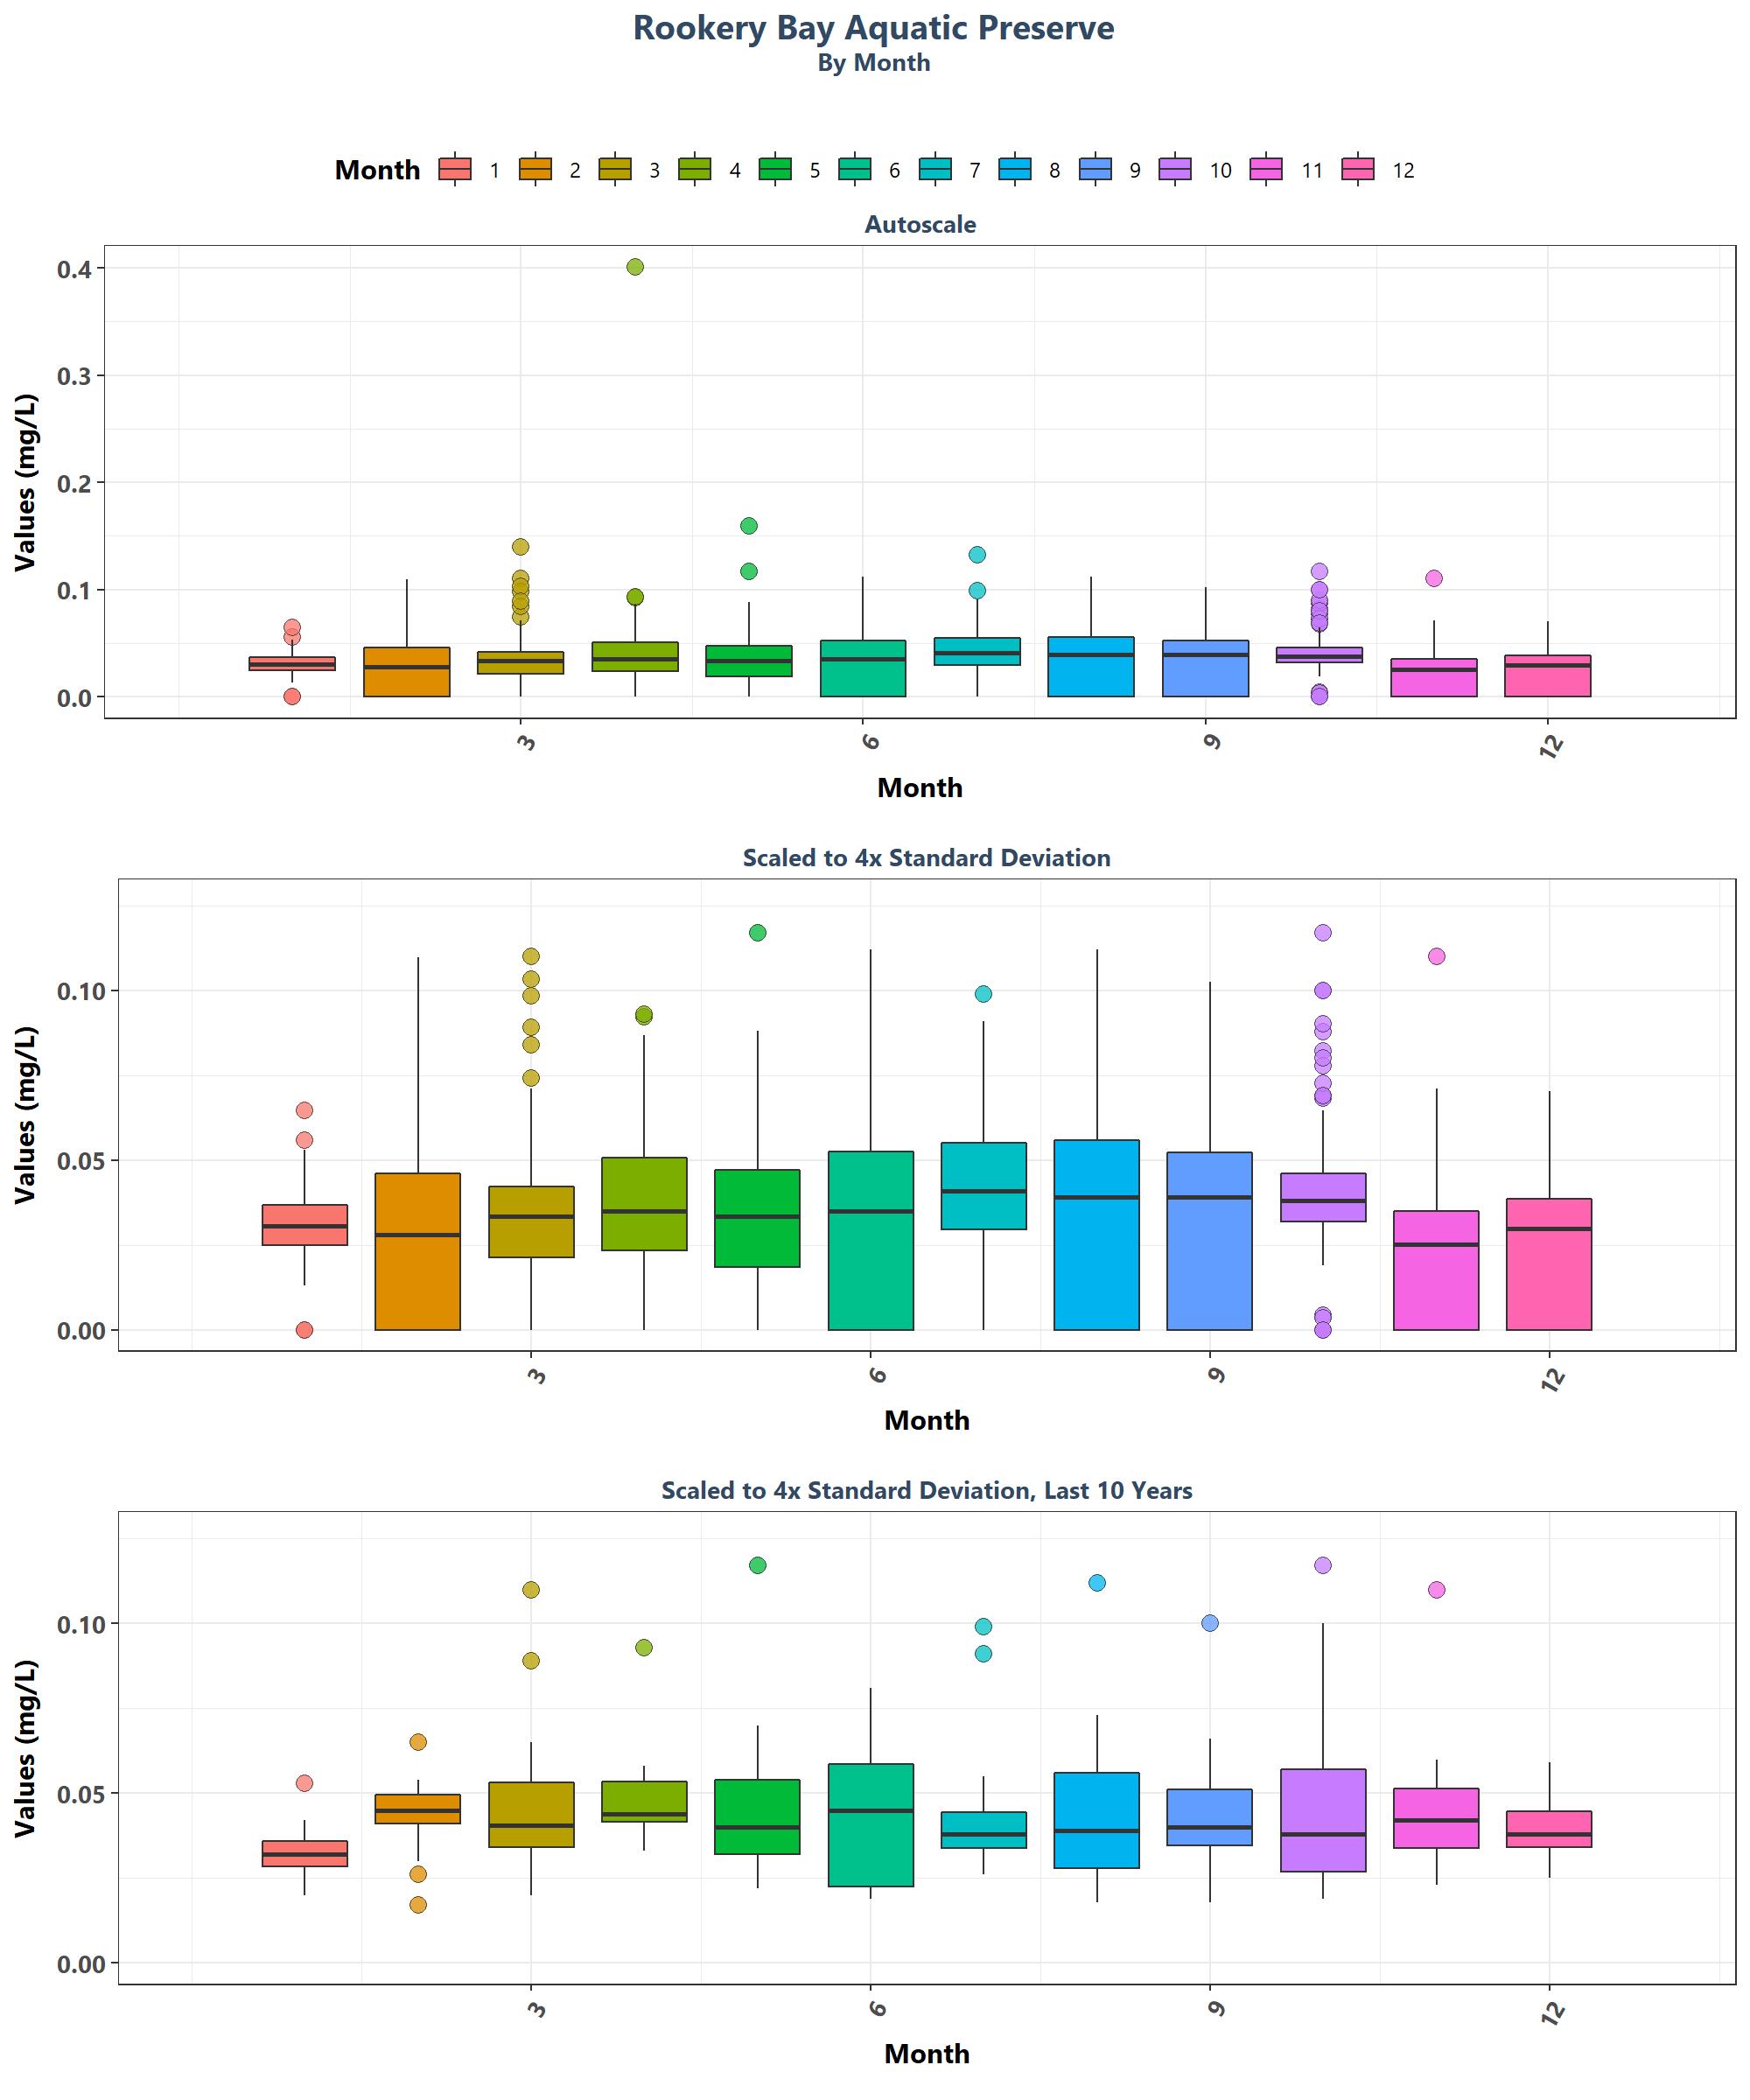 Rookery Bay Aquatic Preserve
By Month
Month 1 2 3 4 5 6 7 8 9 10 11 12
Autoscale
Values (mg/L)
0.4
0.3
0.2
0.1
0.0
3 6 9 12
Month
Scaled to 4x Standard Deviation
Values (mg/L)
0.10
0.05
0.00
3 6 9 12
Month
Scaled to 4x Standard Deviation, Last 10 Years
Values (mg/L)
0.10
0.05
0.00
3 6 9 12
Month